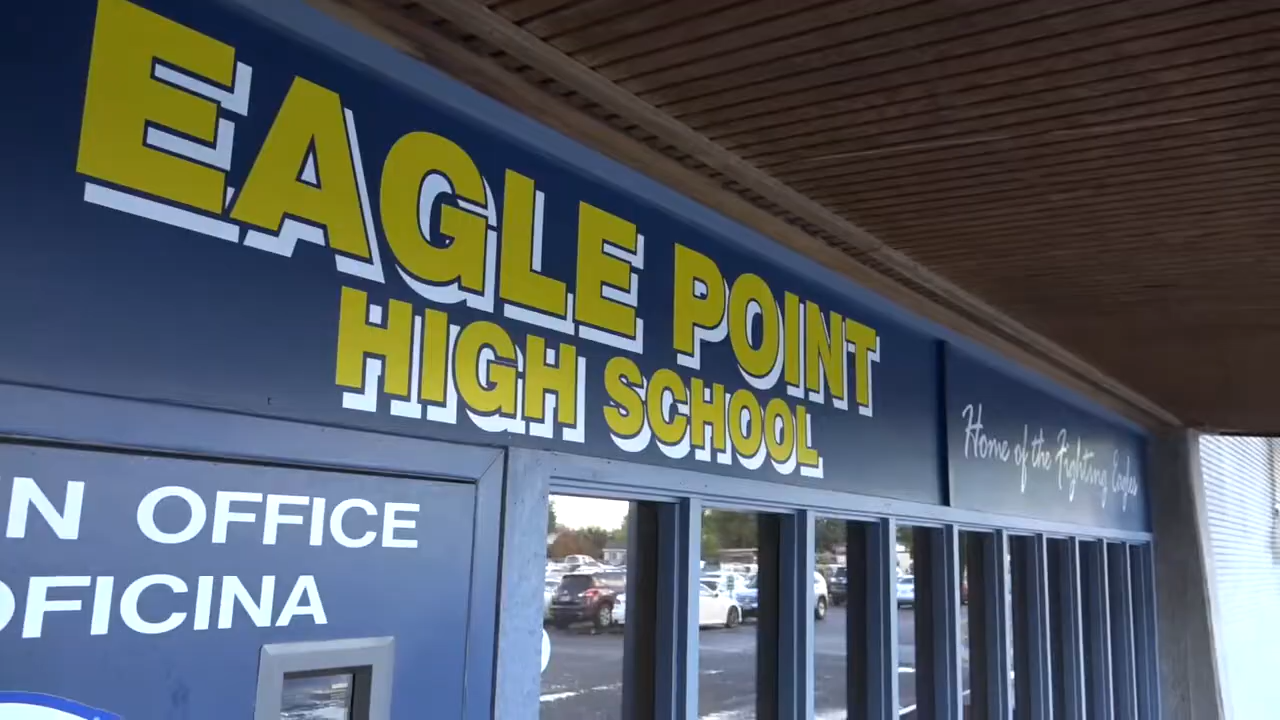 EAGLE POINT
HIGH SCHOOL
Home of the Fighting Eagles
N OFFICE
OFICINA